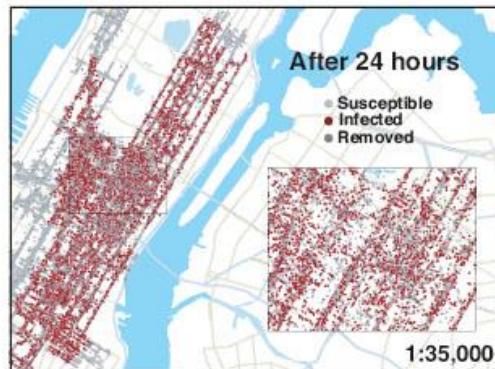 After 24 hours
Susceptible
Infected
Removed
1:35,000